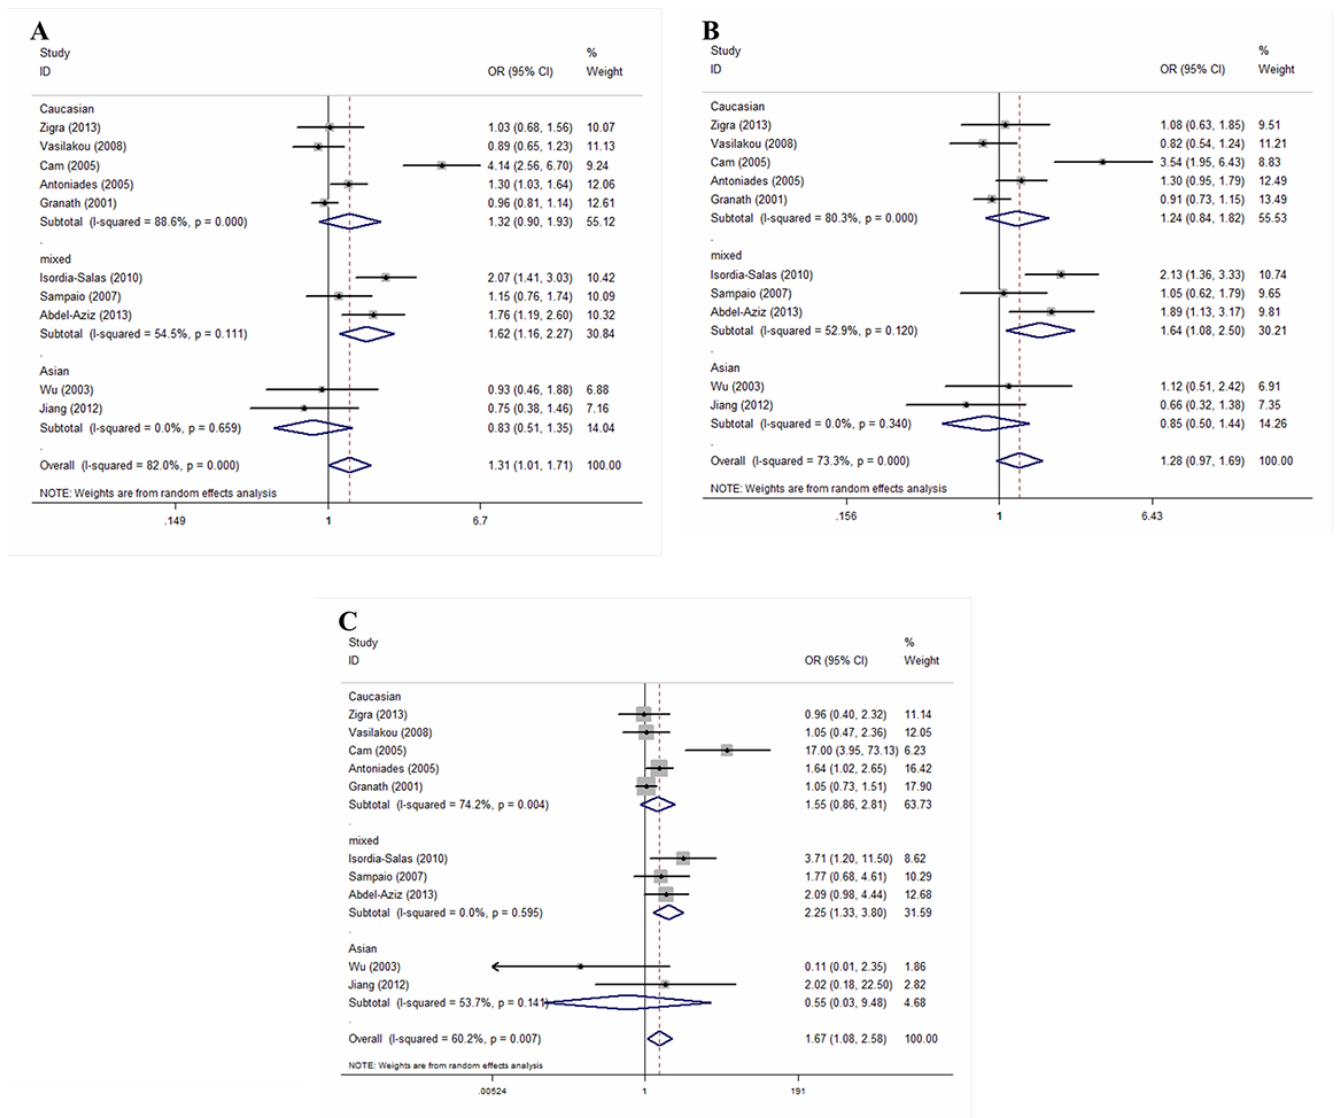 A
Study %
ID OR (95% CI) Weight
Caucasian
Zigra (2013) 1.03 (0.68, 1.56) 10.07
Vasilakou (2008) 0.89 (0.65, 1.23) 11.13
Cam (2005) 4.14 (2.56, 6.70) 9.24
Antoniades (2005) 1.30 (1.03, 1.64) 12.06
Granath (2001) 0.96 (0.81, 1.14) 12.61
Subtotal (I-squared = 88.6%, p = 0.000) 1.32 (0.90, 1.93) 55.12
.
mixed
Isordia-Salas (2010) 2.07 (1.41, 3.03) 10.42
Sampaio (2007) 1.15 (0.76, 1.74) 10.09
Abdel-Aziz (2013) 1.76 (1.19, 2.60) 10.32
Subtotal (I-squared = 54.5%, p = 0.111) 1.62 (1.16, 2.27) 30.84
.
Asian
Wu (2003) 0.93 (0.46, 1.88) 6.88
Jiang (2012) 0.75 (0.38, 1.46) 7.16
Subtotal (I-squared = 0.0%, p = 0.659) 0.83 (0.51, 1.35) 14.04
.
Overall (I-squared = 82.0%, p = 0.000) 1.31 (1.01, 1.71) 100.00
NOTE: Weights are from random effects analysis
.149 1 6.7
B
Study %
ID OR (95% CI) Weight
Caucasian
Zigra (2013) 1.08 (0.63, 1.85) 9.51
Vasilakou (2008) 0.82 (0.54, 1.24) 11.21
Cam (2005) 3.54 (1.95, 6.43) 8.83
Antoniades (2005) 1.30 (0.95, 1.79) 12.49
Granath (2001) 0.91 (0.73, 1.15) 13.49
Subtotal (I-squared = 80.3%, p = 0.000) 1.24 (0.84, 1.82) 55.53
.
mixed
Isordia-Salas (2010) 2.13 (1.36, 3.33) 10.74
Sampaio (2007) 1.05 (0.62, 1.79) 9.65
Abdel-Aziz (2013) 1.89 (1.13, 3.17) 9.81
Subtotal (I-squared = 52.9%, p = 0.120) 1.64 (1.08, 2.50) 30.21
.
Asian
Wu (2003) 1.12 (0.51, 2.42) 6.91
Jiang (2012) 0.66 (0.32, 1.38) 7.35
Subtotal (I-squared = 0.0%, p = 0.340) 0.85 (0.50, 1.44) 14.26
.
Overall (I-squared = 73.3%, p = 0.000) 1.28 (0.97, 1.69) 100.00
NOTE: Weights are from random effects analysis
.156 1 6.43
C
Study %
ID OR (95% CI) Weight
Caucasian
Zigra (2013) 0.96 (0.40, 2.32) 11.14
Vasilakou (2008) 1.05 (0.47, 2.36) 12.05
Cam (2005) 17.00 (3.95, 73.13) 6.23
Antoniades (2005) 1.64 (1.02, 2.65) 16.42
Granath (2001) 1.05 (0.73, 1.51) 17.90
Subtotal (I-squared = 74.2%, p = 0.004) 1.55 (0.86, 2.81) 63.73
.
mixed
Isordia-Salas (2010) 3.71 (1.20, 11.50) 8.62
Sampaio (2007) 1.77 (0.68, 4.61) 10.29
Abdel-Aziz (2013) 2.09 (0.98, 4.44) 12.68
Subtotal (I-squared = 0.0%, p = 0.595) 2.25 (1.33, 3.80) 31.59
.
Asian
Wu (2003) 0.11 (0.01, 2.35) 1.86
Jiang (2012) 2.02 (0.18, 22.50) 2.82
Subtotal (I-squared = 53.7%, p = 0.141) 0.55 (0.03, 9.48) 4.68
.
Overall (I-squared = 60.2%, p = 0.007) 1.67 (1.08, 2.58) 100.00
NOTE: Weights are from random effects analysis
.00524 1 191